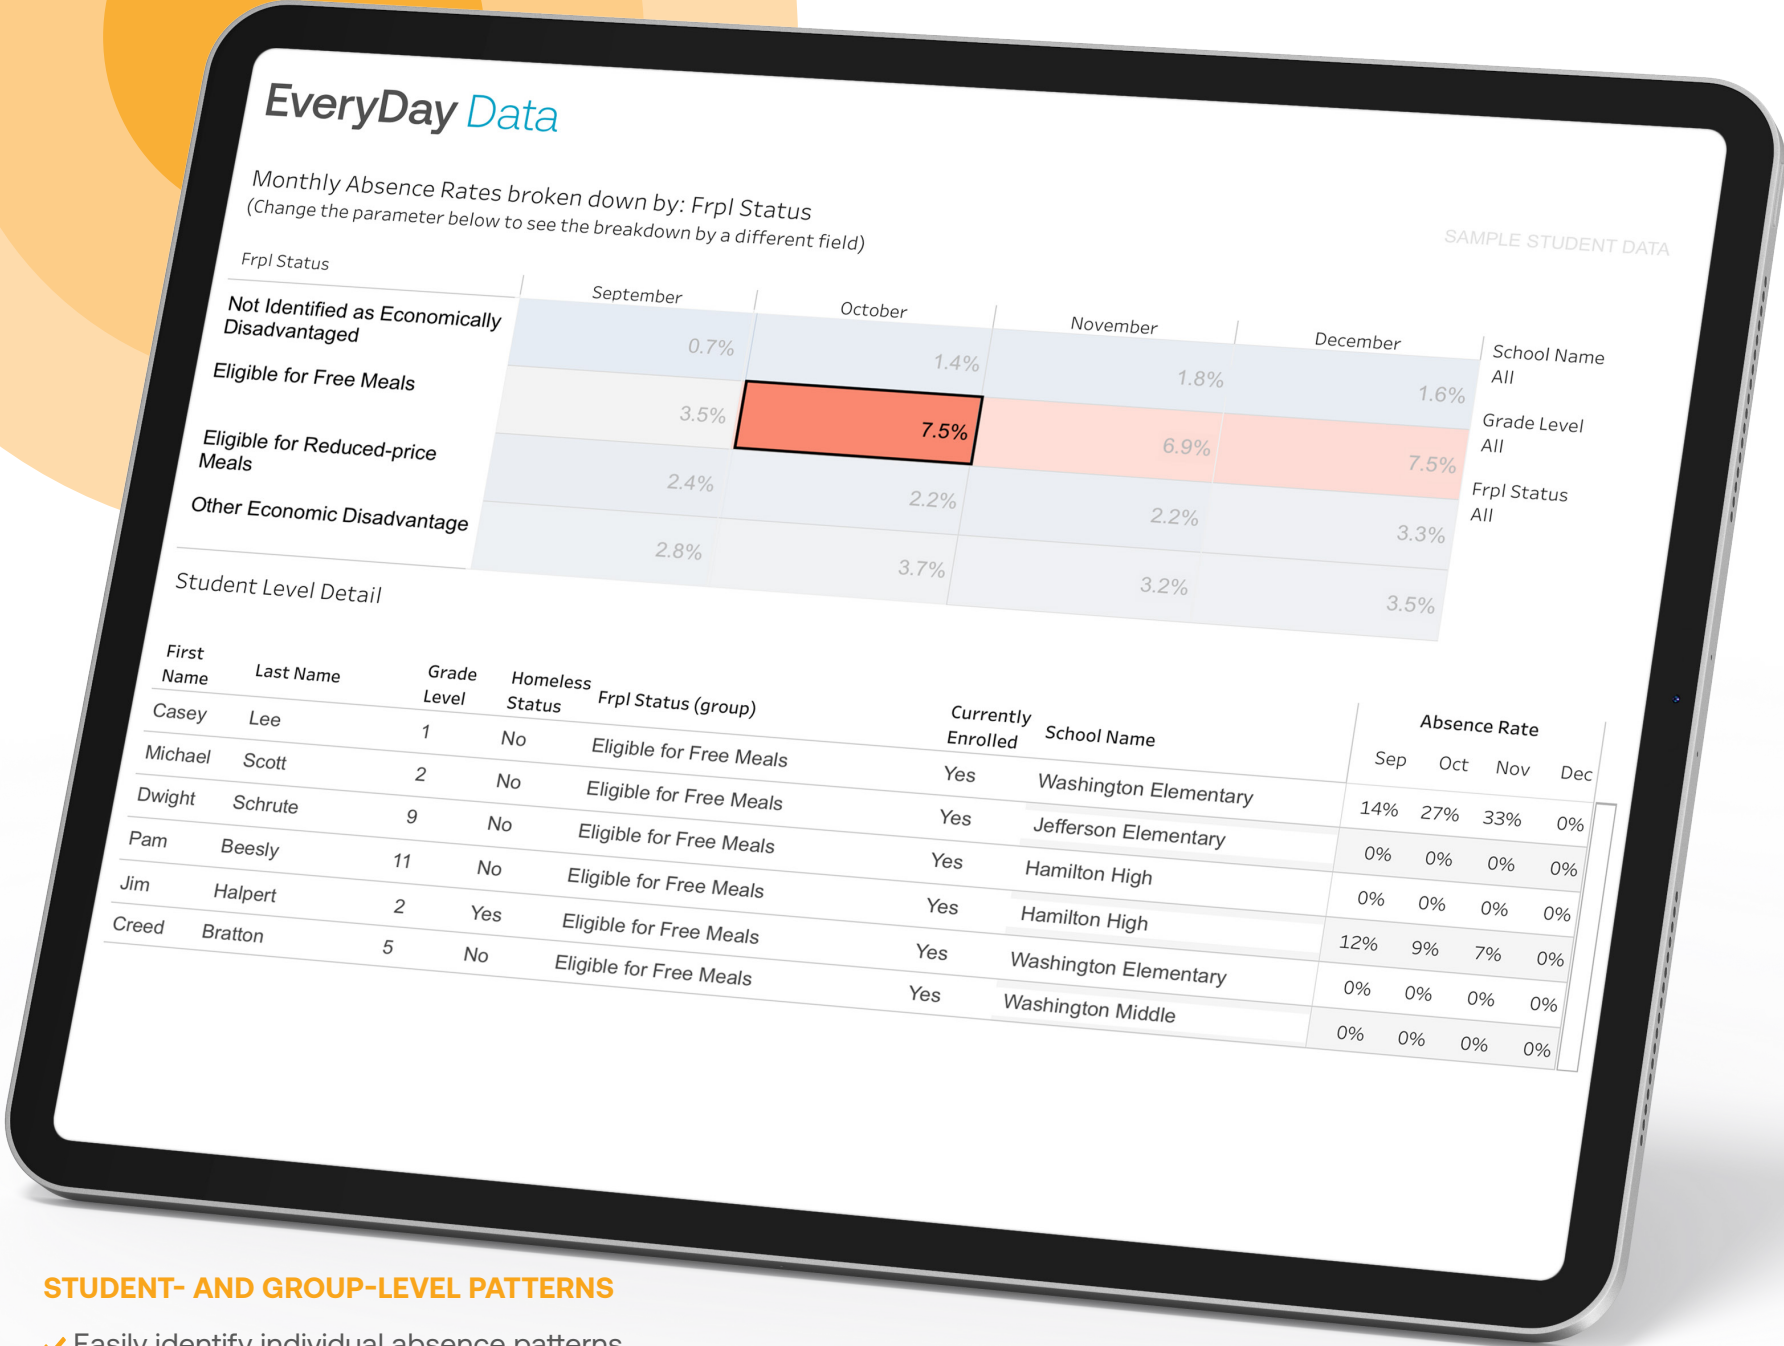 EveryDay Data
Monthly Absence Rates broken down by: Frpl Status
(Change the parameter below to see the breakdown by a different field)
SAMPLE STUDENT DATA
Frpl Status
September October November December
Not Identified as Economically
Disadvantaged
0.7% 1.4% 1.8% 1.6%
Eligible for Free Meals
3.5% 7.5% 6.9% 7.5%
Eligible for Reduced-price
Meals
2.4% 2.2% 2.2% 3.3%
Other Economic Disadvantage
2.8% 3.7% 3.2% 3.5%
School Name
All
Grade Level
All
Frpl Status
All
Student Level Detail
First
Name
Last Name
Grade
Level
Homeless
Status
Frpl Status (group)
Currently
Enrolled
School Name
Absence Rate
Sep Oct Nov Dec
Casey Lee 1 No Eligible for Free Meals Yes Washington Elementary 14% 27% 33% 0%
Michael Scott 2 No Eligible for Free Meals Yes Jefferson Elementary 0% 0% 0% 0%
Dwight Schrute 9 No Eligible for Free Meals Yes Hamilton High 0% 0% 0% 0%
Pam Beesly 11 No Eligible for Free Meals Yes Hamilton High 12% 9% 7% 0%
Jim Halpert 2 Yes Eligible for Free Meals Yes Washington Elementary 0% 0% 0% 0%
Creed Bratton 5 No Eligible for Free Meals Yes Washington Middle 0% 0% 0% 0%
STUDENT- AND GROUP-LEVEL PATTERNS
✓ Easily identify individual absence patterns